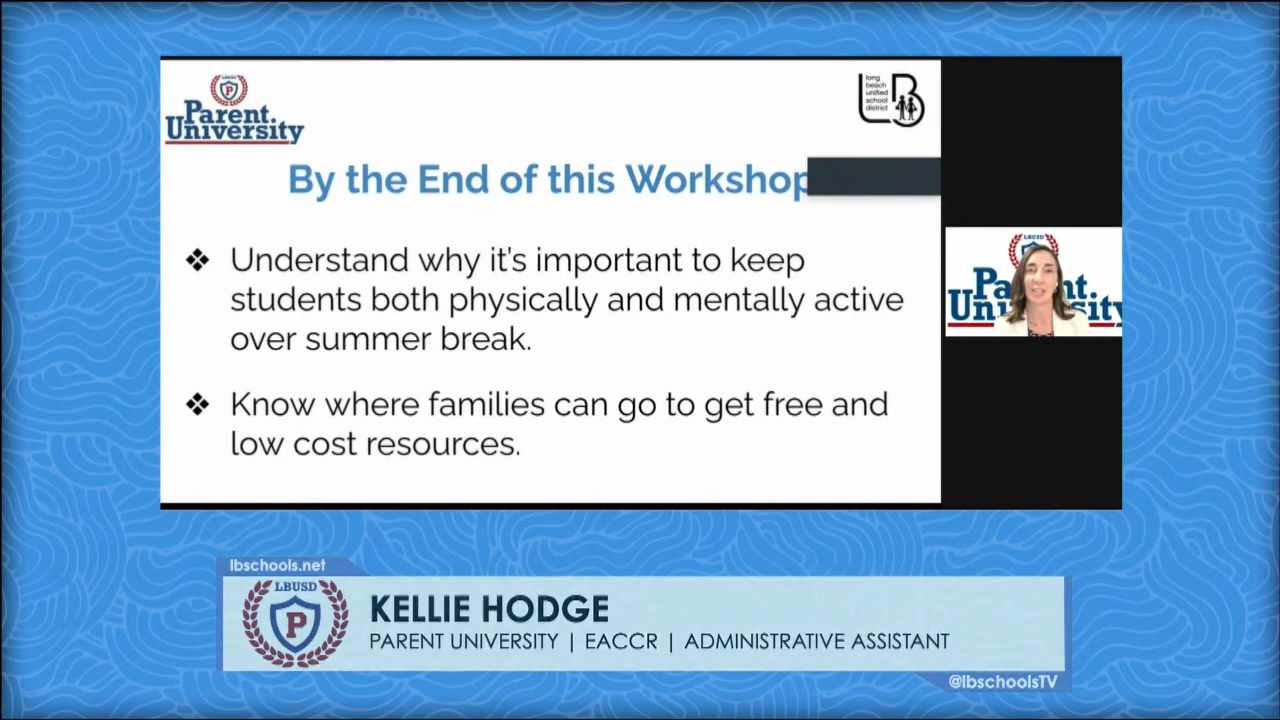 LBUSD
P
Parent
University
long
beach
unified
school
district
LB
By the End of this Workshop
❖ Understand why it's important to keep
students both physically and mentally active
over summer break.
❖ Know where families can go to get free and
low cost resources.
LBUSD
lbschools.net
LBUSD
P
KELLIE HODGE
PARENT UNIVERSITY | EACCR | ADMINISTRATIVE ASSISTANT
@lbschoolsTV